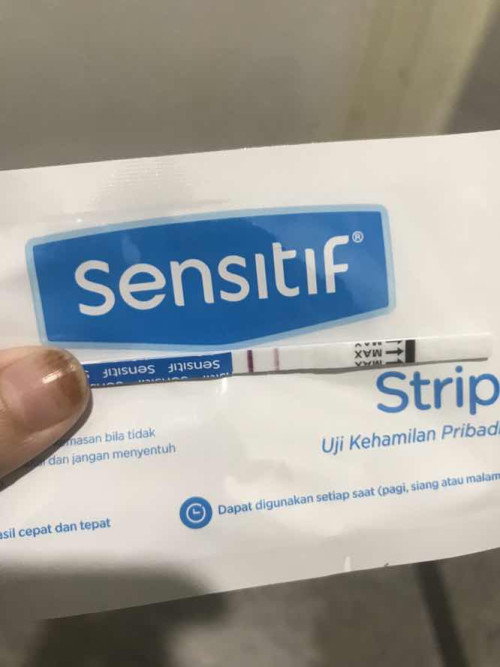 Sensitif®
Sensitif Sensitif
MAX
MAX
Strip
Uji Kehamilan Pribadi
masan bila tidak
dan jangan menyentuh
Dapat digunakan setiap saat (pagi, siang atau malam
asil cepat dan tepat